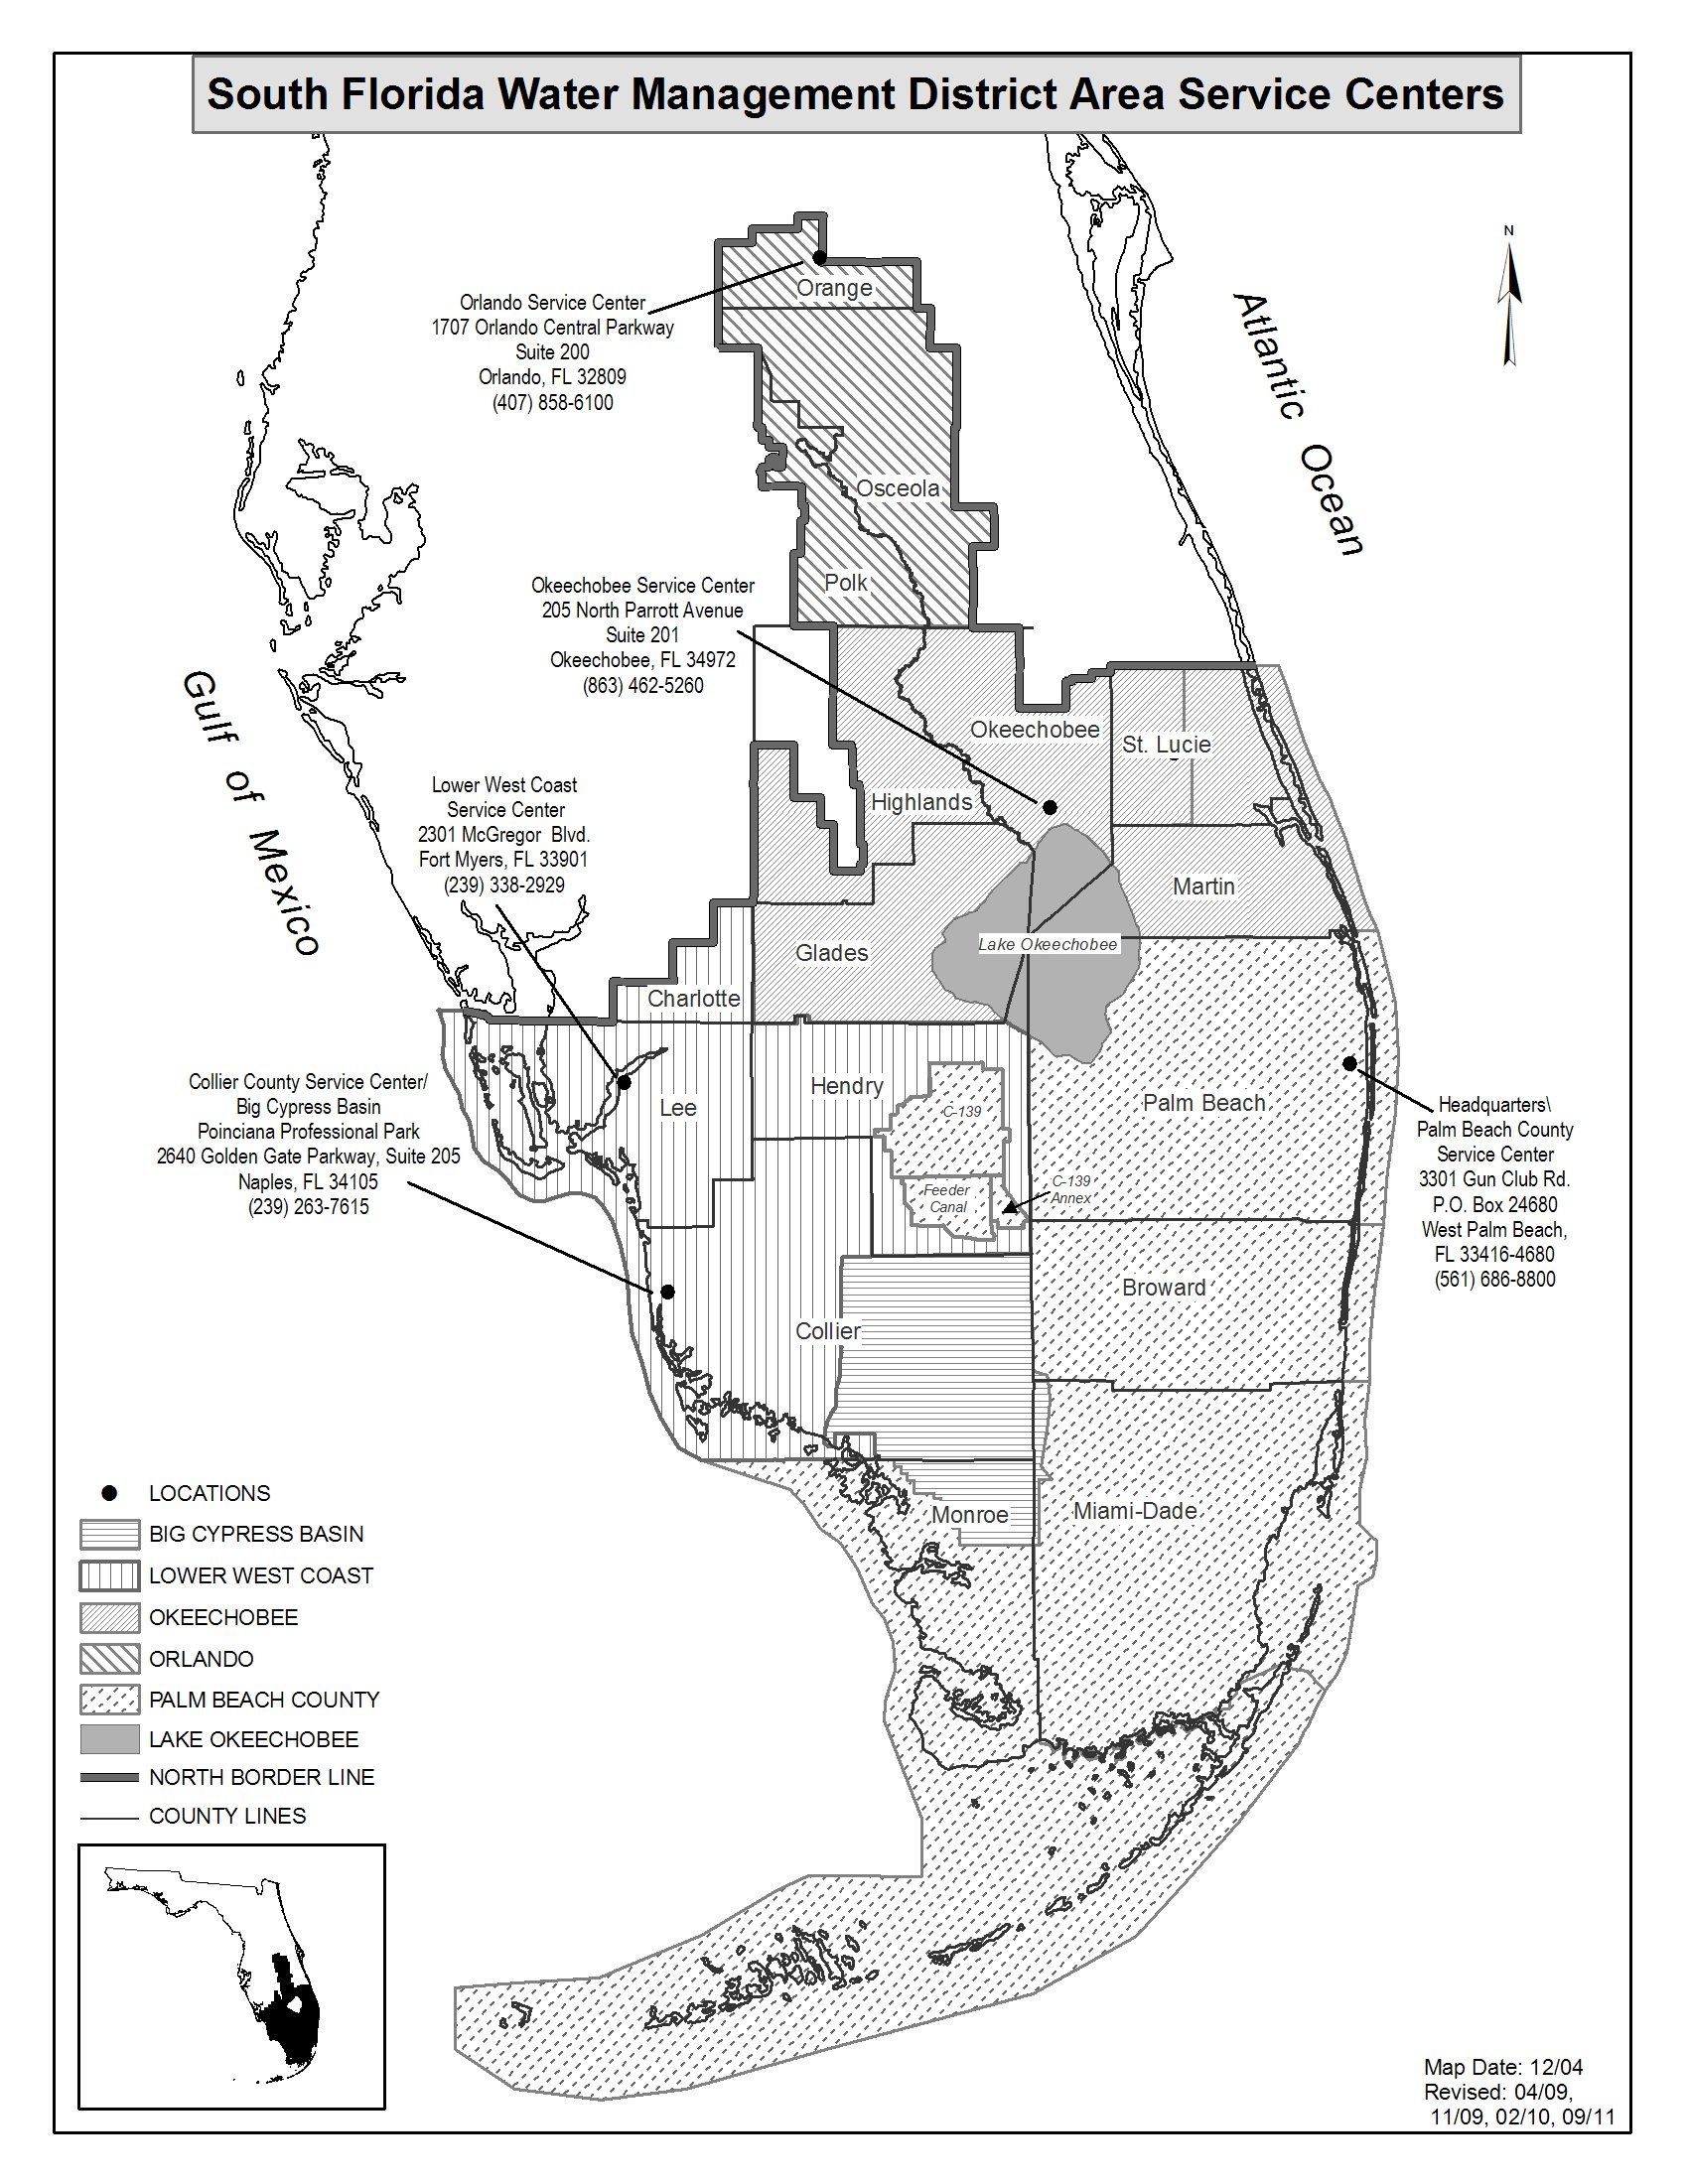 South Florida Water Management District Area Service Centers
N
Orange
Orlando Service Center
1707 Orlando Central Parkway
Suite 200
Orlando, FL 32809
(407) 858-6100
Atlantic Ocean
Osceola
Polk
Okeechobee Service Center
205 North Parrott Avenue
Suite 201
Okeechobee, FL 34972
(863) 462-5260
Gulf of Mexico
Okeechobee
St. Lucie
Highlands
Lower West Coast
Service Center
2301 McGregor Blvd.
Fort Myers, FL 33901
(239) 338-2929
Martin
Lake Okeechobee
Glades
Charlotte
Collier County Service Center/
Big Cypress Basin
Poinciana Professional Park
2640 Golden Gate Parkway, Suite 205
Naples, FL 34105
(239) 263-7615
Lee
Hendry
C-139
Palm Beach
Headquarters\
Palm Beach County
Service Center
3301 Gun Club Rd.
P.O. Box 24680
West Palm Beach,
FL 33416-4680
(561) 686-8800
Feeder
Canal
C-139
Annex
Broward
Collier
Monroe
Miami-Dade
LOCATIONS
BIG CYPRESS BASIN
LOWER WEST COAST
OKEECHOBEE
ORLANDO
PALM BEACH COUNTY
LAKE OKEECHOBEE
NORTH BORDER LINE
COUNTY LINES
Map Date: 12/04
Revised: 04/09,
11/09, 02/10, 09/11